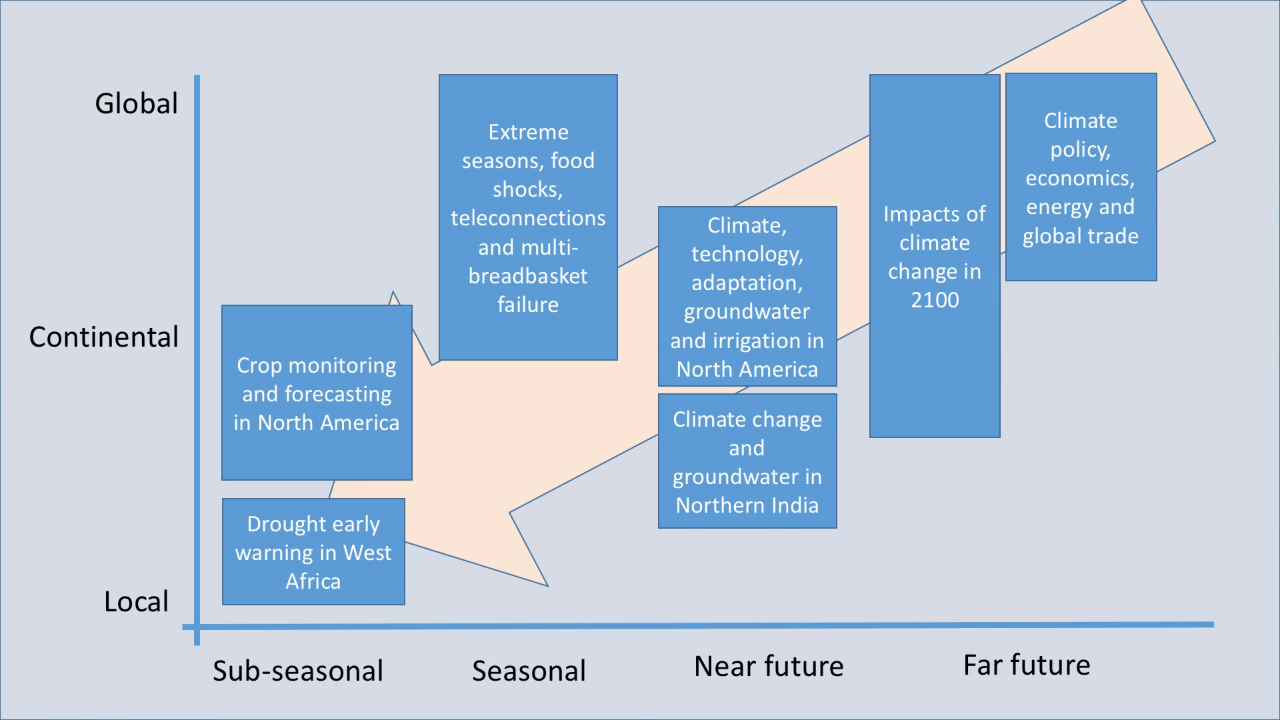 Global
Continental
Local
Extreme
seasons, food
shocks,
teleconnections
and multi-
breadbasket
failure
Climate
policy,
economics,
energy and
global trade
Impacts of
climate
change in
2100
Climate,
technology,
adaptation,
groundwater
and irrigation in
North America
Crop monitoring
and forecasting
in North America
Climate change
and
groundwater in
Northern India
Drought early
warning in West
Africa
Sub-seasonal
Seasonal
Near future
Far future